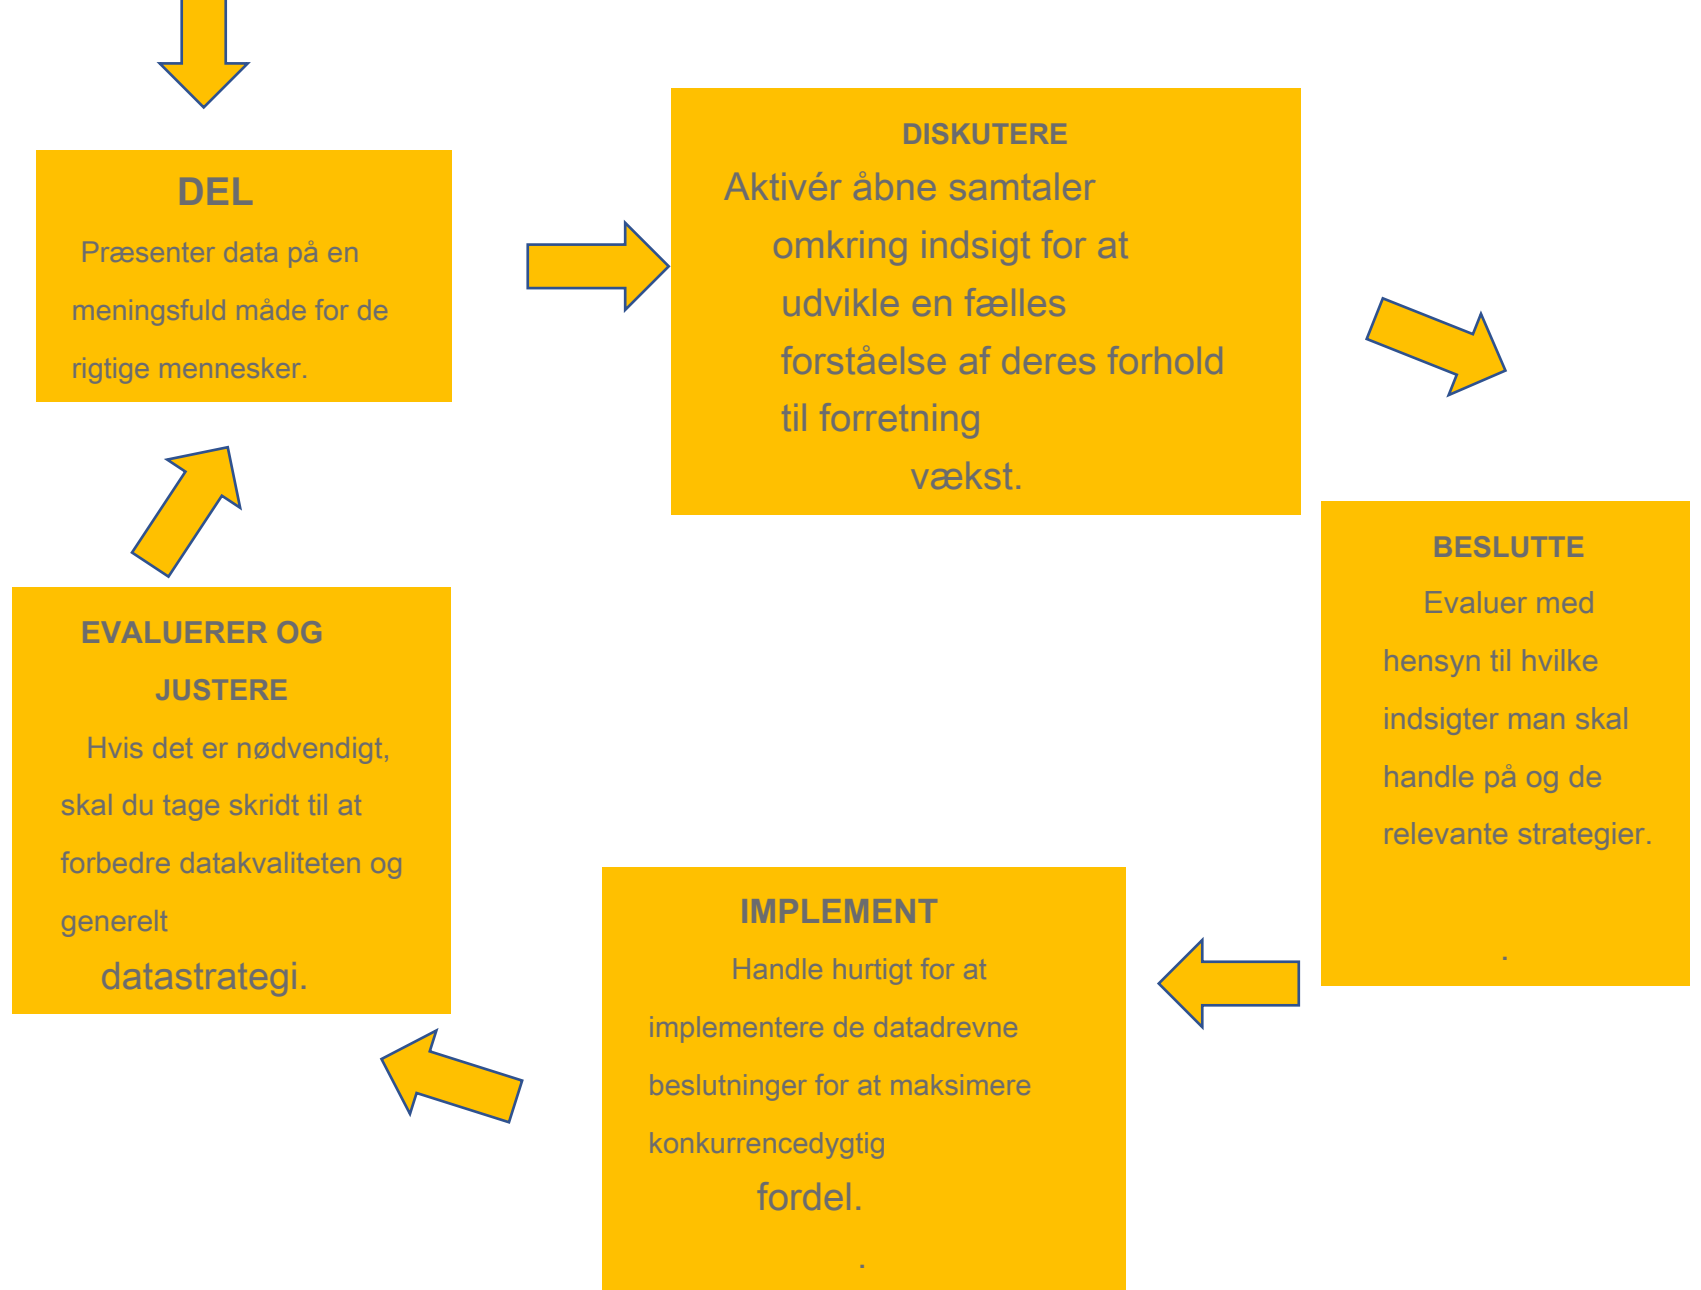 DEL
Præsenter data på en
meningsfuld måde for de
rigtige mennesker.
DISKUTERE
Aktivér åbne samtaler
omkring indsigt for at
udvikle en fælles
forståelse af deres forhold
til forretning
vækst.
BESLUTTE
Evaluer med
hensyn til hvilke
indsigter man skal
handle på og de
relevante strategier.
.
IMPLEMENT
Handle hurtigt for at
implementere de datadrevne
beslutninger for at maksimere
konkurrencedygtig
fordel.
.
EVALUERER OG
JUSTERE
Hvis det er nødvendigt,
skal du tage skridt til at
forbedre datakvaliteten og
generelt
datastrategi.